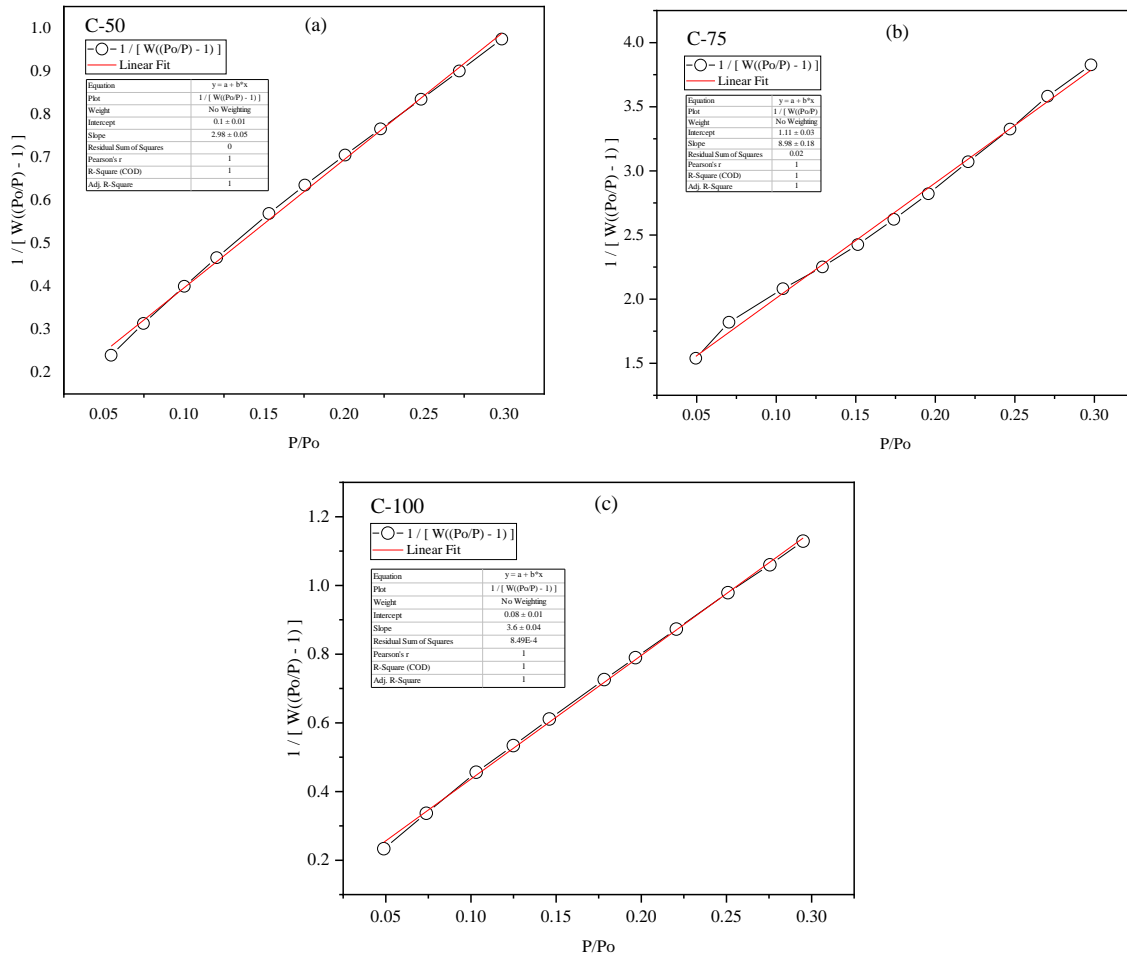 C-50
(a)
1 / [ W((Po/P) - 1) ]
Linear Fit
Equation y = a + b*x
Plot 1 / [ W((Po/P) - 1) ]
Weight No Weighting
Intercept 0.1 ± 0.01
Slope 2.98 ± 0.05
Residual Sum of Squares 0
Pearson's r 1
R-Square (COD) 1
Adj. R-Square 1
1.0
0.9
0.8
0.7
0.6
0.5
0.4
0.3
0.2
1 / [ W((Po/P) - 1) ]
0.05 0.10 0.15 0.20 0.25 0.30
P/Po
C-75
(b)
1 / [ W((Po/P) - 1) ]
Linear Fit
Equation y = a + b*x
Plot 1 / [ W((Po/P)
Weight No Weighting
Intercept 1.11 ± 0.03
Slope 8.98 ± 0.18
Residual Sum of Squares 0.02
Pearson's r 1
R-Square (COD) 1
Adj. R-Square 1
4.0
3.5
3.0
2.5
2.0
1.5
1 / [ W((Po/P) - 1) ]
0.05 0.10 0.15 0.20 0.25 0.30
P/Po
C-100
(c)
1 / [ W((Po/P) - 1) ]
Linear Fit
Equation y = a + b*x
Plot 1 / [ W((Po/P) - 1) ]
Weight No Weighting
Intercept 0.08 ± 0.01
Slope 3.6 ± 0.04
Residual Sum of Squares 8.49E-4
Pearson's r 1
R-Square (COD) 1
Adj. R-Square 1
1.2
1.0
0.8
0.6
0.4
0.2
1 / [ W((Po/P) - 1) ]
0.05 0.10 0.15 0.20 0.25 0.30
P/Po